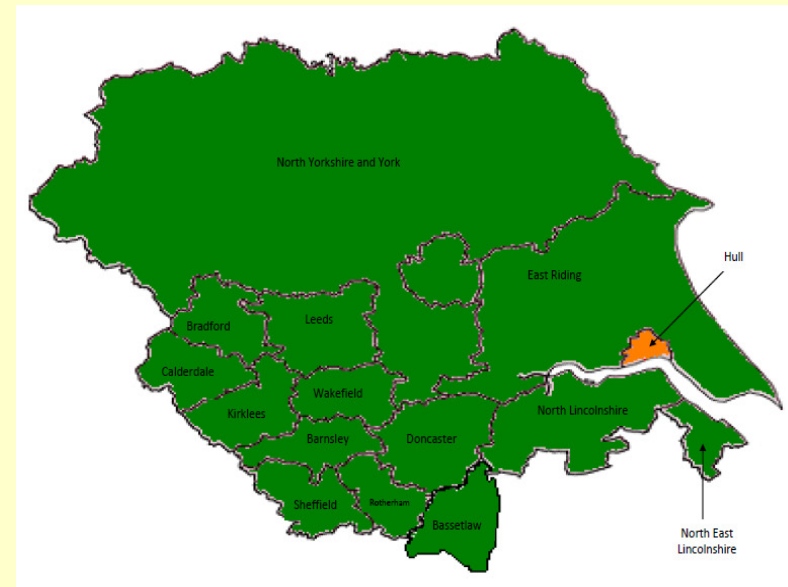 North Yorkshire and York
Hull
East Riding
Leeds
Bradford
Calderdale
Wakefield
Kirklees
North Lincolnshire
Barnsley
Doncaster
Sheffield
Rotherham
Bassetlaw
North East
Lincolnshire